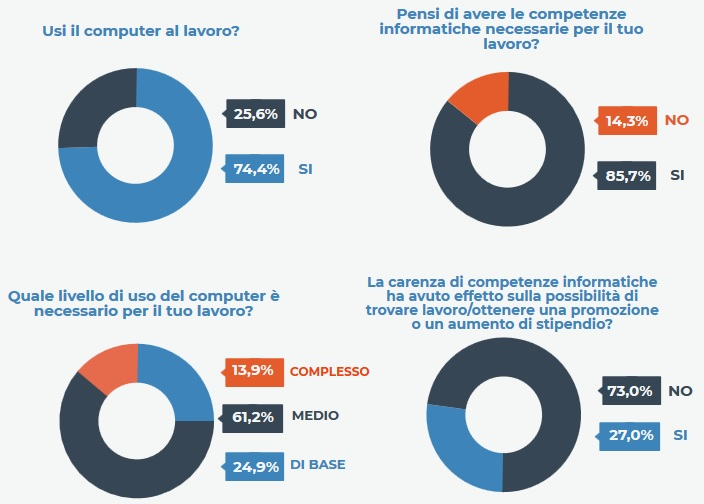 Usi il computer al lavoro?
25,6% NO
74,4% SI
Pensi di avere le competenze
informatiche necessarie per il tuo
lavoro?
14,3% NO
85,7% SI
Quale livello di uso del computer è
necessario per il tuo lavoro?
13,9% COMPLESSO
61,2% MEDIO
24,9% DI BASE
La carenza di competenze informatiche
ha avuto effetto sulla possibilità di
trovare lavoro/ottenere una promozione
o un aumento di stipendio?
73,0% NO
27,0% SI